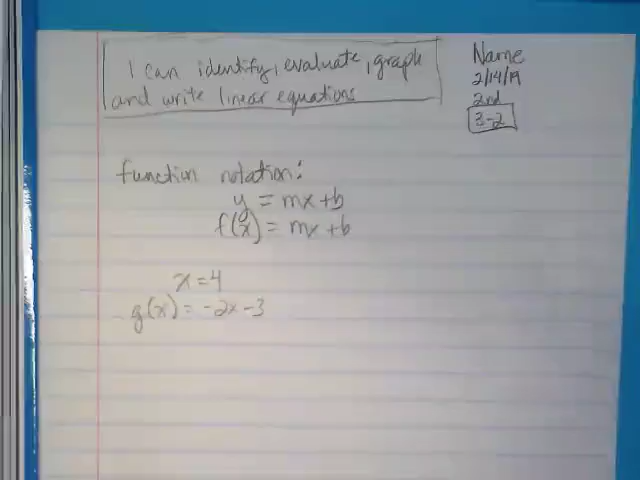 I can identify, evaluate, graph
and write linear equations
Name
2/14/19
2nd
3-2
function notation:
y = mx+b
f(x) = mx+b
x=4
g(x) = -2x-3